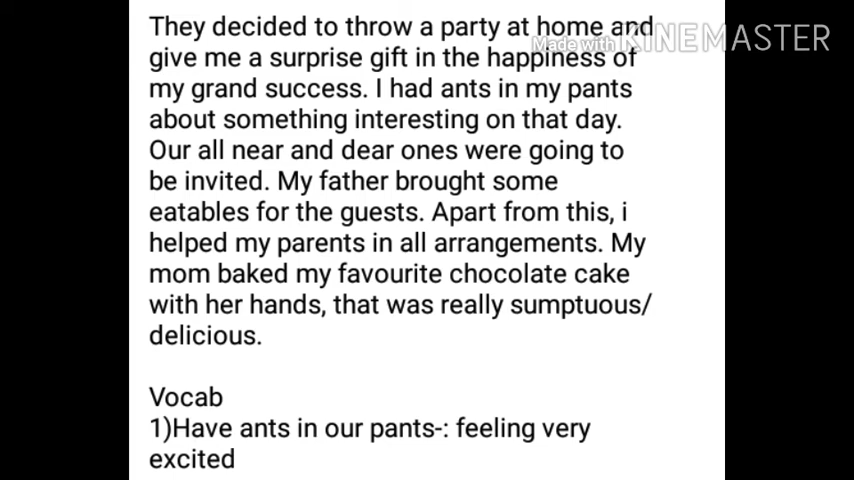 They decided to throw a party at home and
Made with KINEMASTER
give me a surprise gift in the happiness of
my grand success. I had ants in my pants
about something interesting on that day.
Our all near and dear ones were going to
be invited. My father brought some
eatables for the guests. Apart from this, i
helped my parents in all arrangements. My
mom baked my favourite chocolate cake
with her hands, that was really sumptuous/
delicious.
Vocab
1)Have ants in our pants-: feeling very
excited